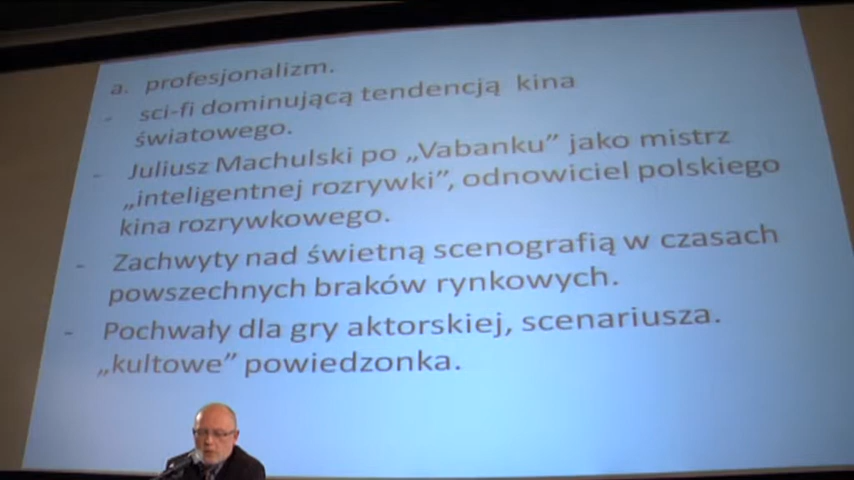 a. profesjonalizm.
- sci-fi dominującą tendencją kina
światowego.
- Juliusz Machulski po „Vabanku” jako mistrz
„inteligentnej rozrywki”, odnowiciel polskiego
kina rozrywkowego.
- Zachwyty nad świetną scenografią w czasach
powszechnych braków rynkowych.
- Pochwały dla gry aktorskiej, scenariusza.
„kultowe” powiedzonka.